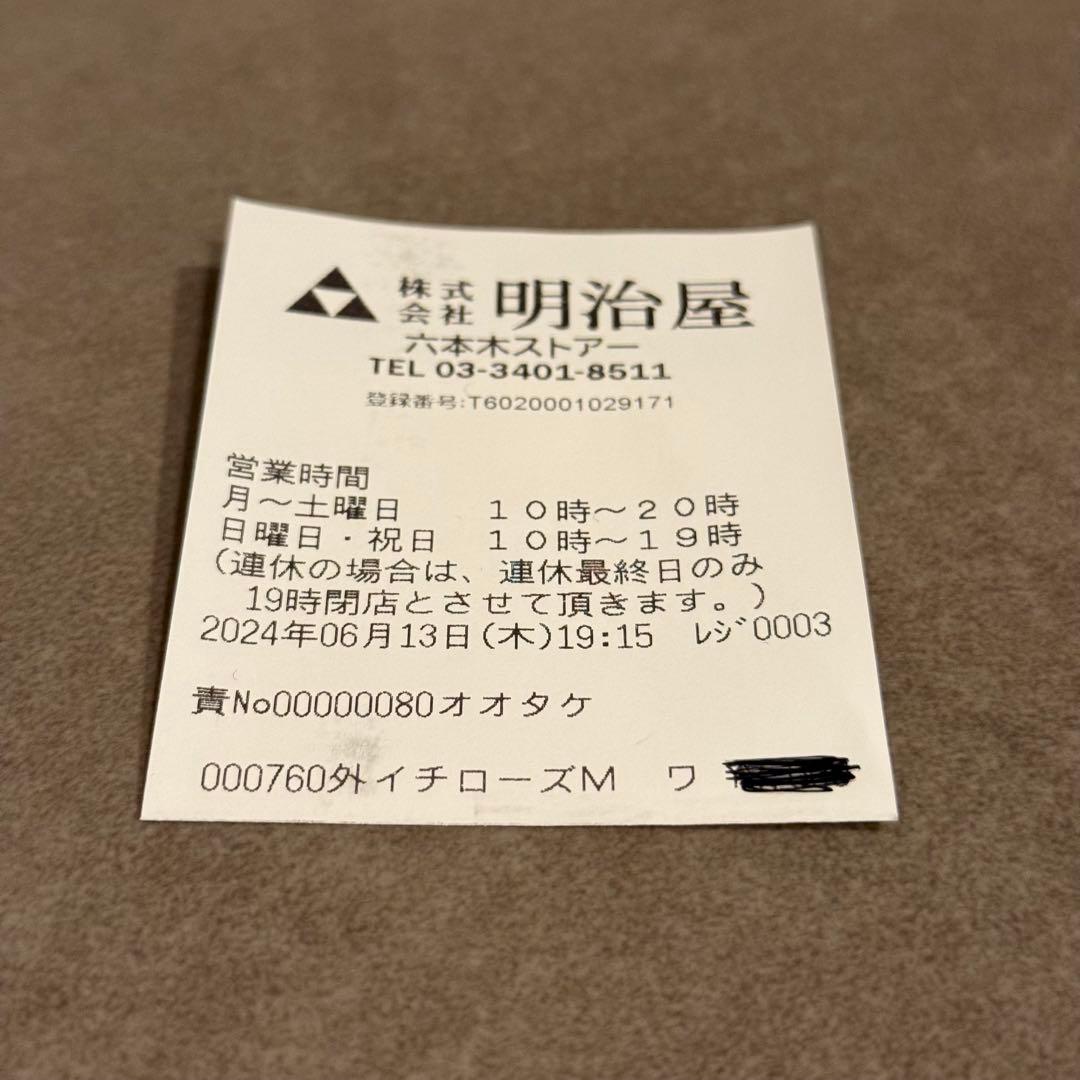 株式会社 明治屋
六本木ストアー
TEL 03-3401-8511
登録番号:T6020001029171
営業時間
月～土曜日 10時～20時
日曜日・祝日 10時～19時
(連休の場合は、連休最終日のみ
19時閉店とさせて頂きます。)
2024年06月13日(木)19:15 ﾚｼﾞ0003
責No00000080オオタケ
000760外イチローズM ワ